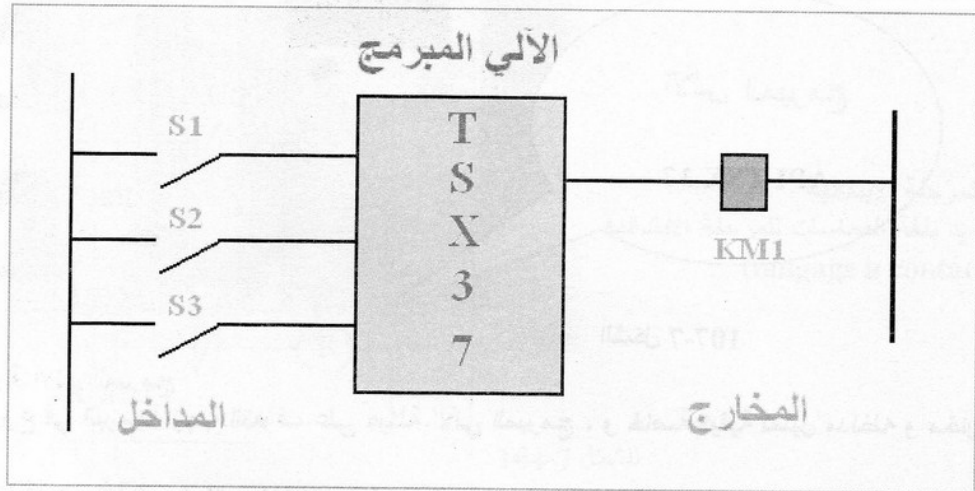 الآلي المبرمج
S1
S2
S3
T
S
X
3
7
KM1
المداخل
المخارج